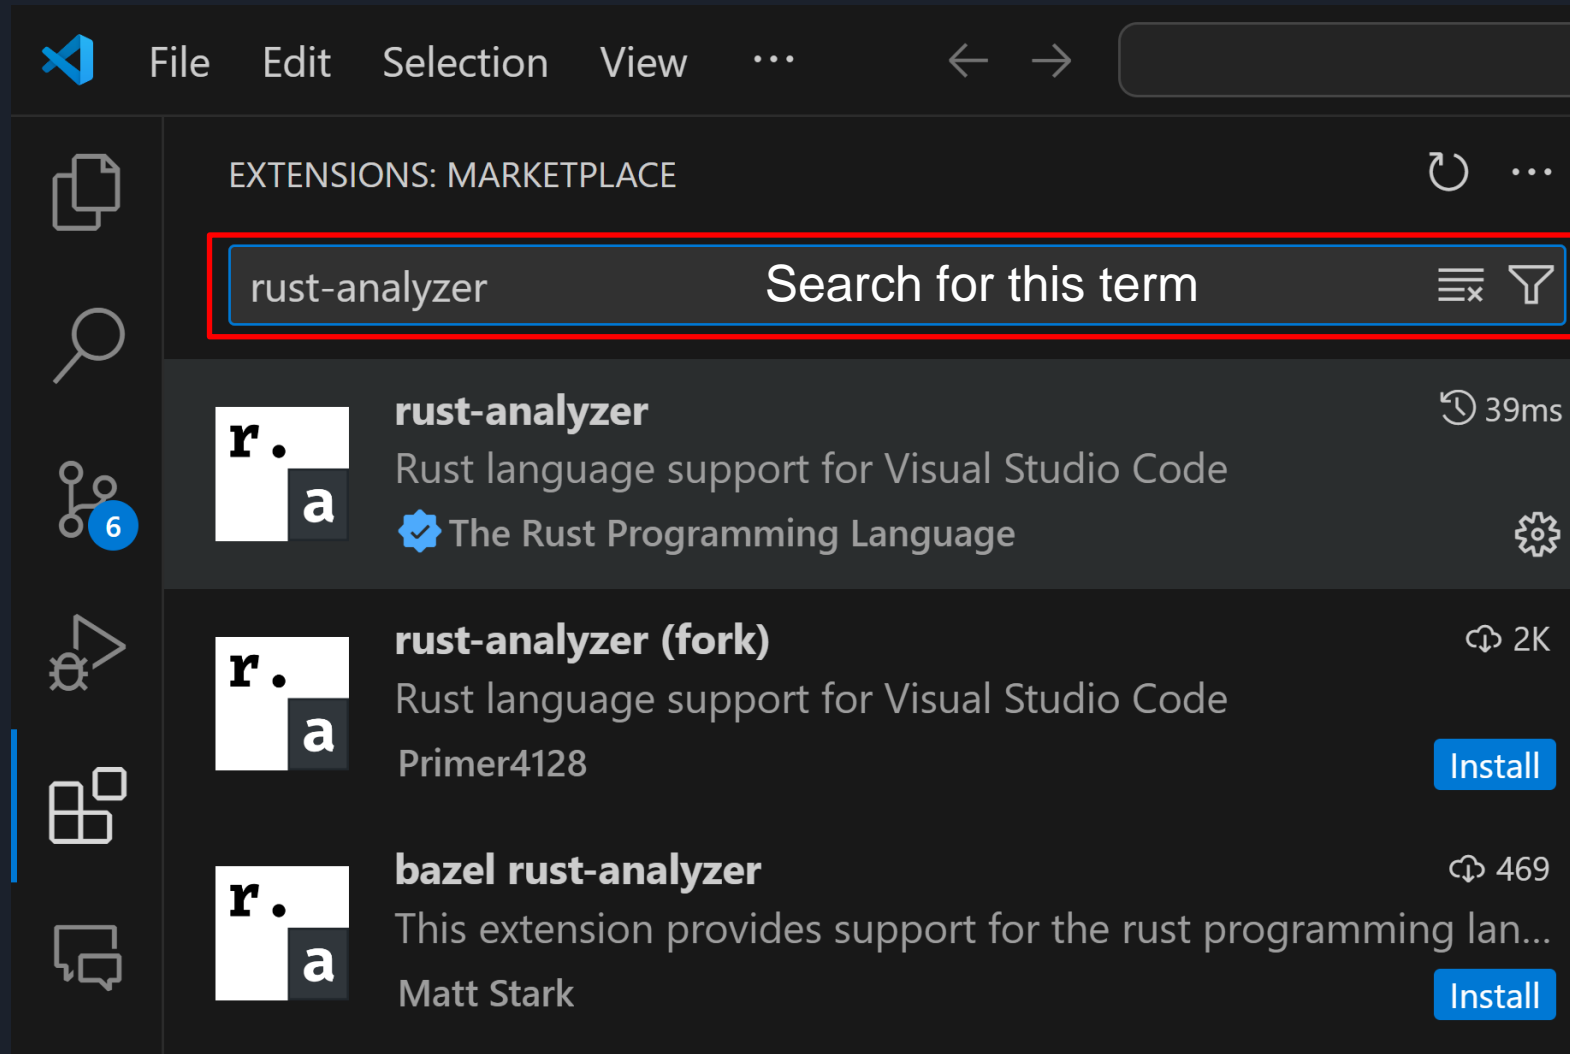 File Edit Selection View ...
EXTENSIONS: MARKETPLACE
rust-analyzer Search for this term
r.
a
rust-analyzer 39ms
Rust language support for Visual Studio Code
The Rust Programming Language
6
r.
a
rust-analyzer (fork) 2K
Rust language support for Visual Studio Code
Primer4128 Install
r.
a
bazel rust-analyzer 469
This extension provides support for the rust programming lan...
Matt Stark Install